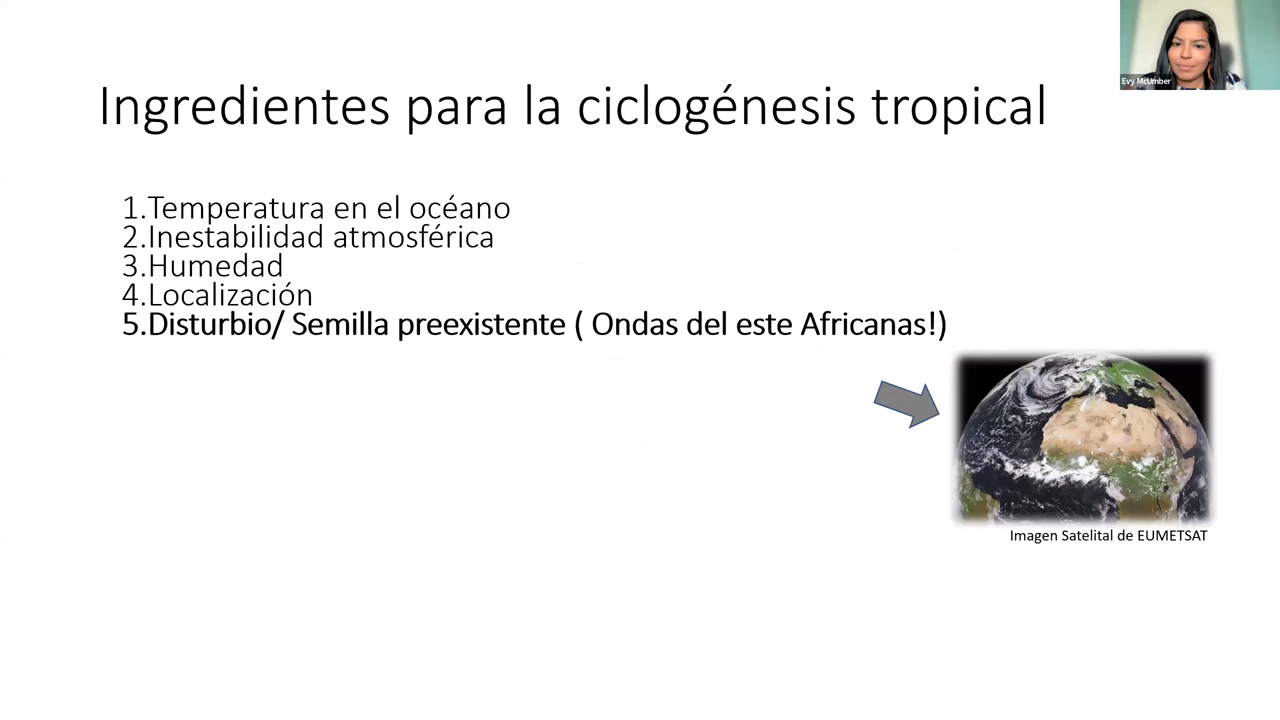 Evy McUmber
Ingredientes para la ciclogénesis tropical
1.Temperatura en el océano
2.Inestabilidad atmosférica
3.Humedad
4.Localización
5.Disturbio/ Semilla preexistente ( Ondas del este Africanas!)
Imagen Satelital de EUMETSAT